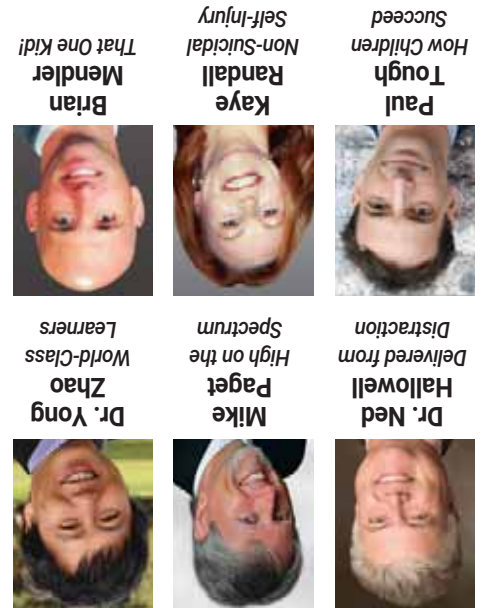 Dr. Ned
Hallowell
Delivered from
Distraction
Mike
Paget
High on the
Spectrum
Dr. Yong
Zhao
World-Class
Learners
Paul
Tough
How Children
Succeed
Kaye
Randall
Non-Suicidal
Self-Injury
Brian
Mendler
That One Kid!